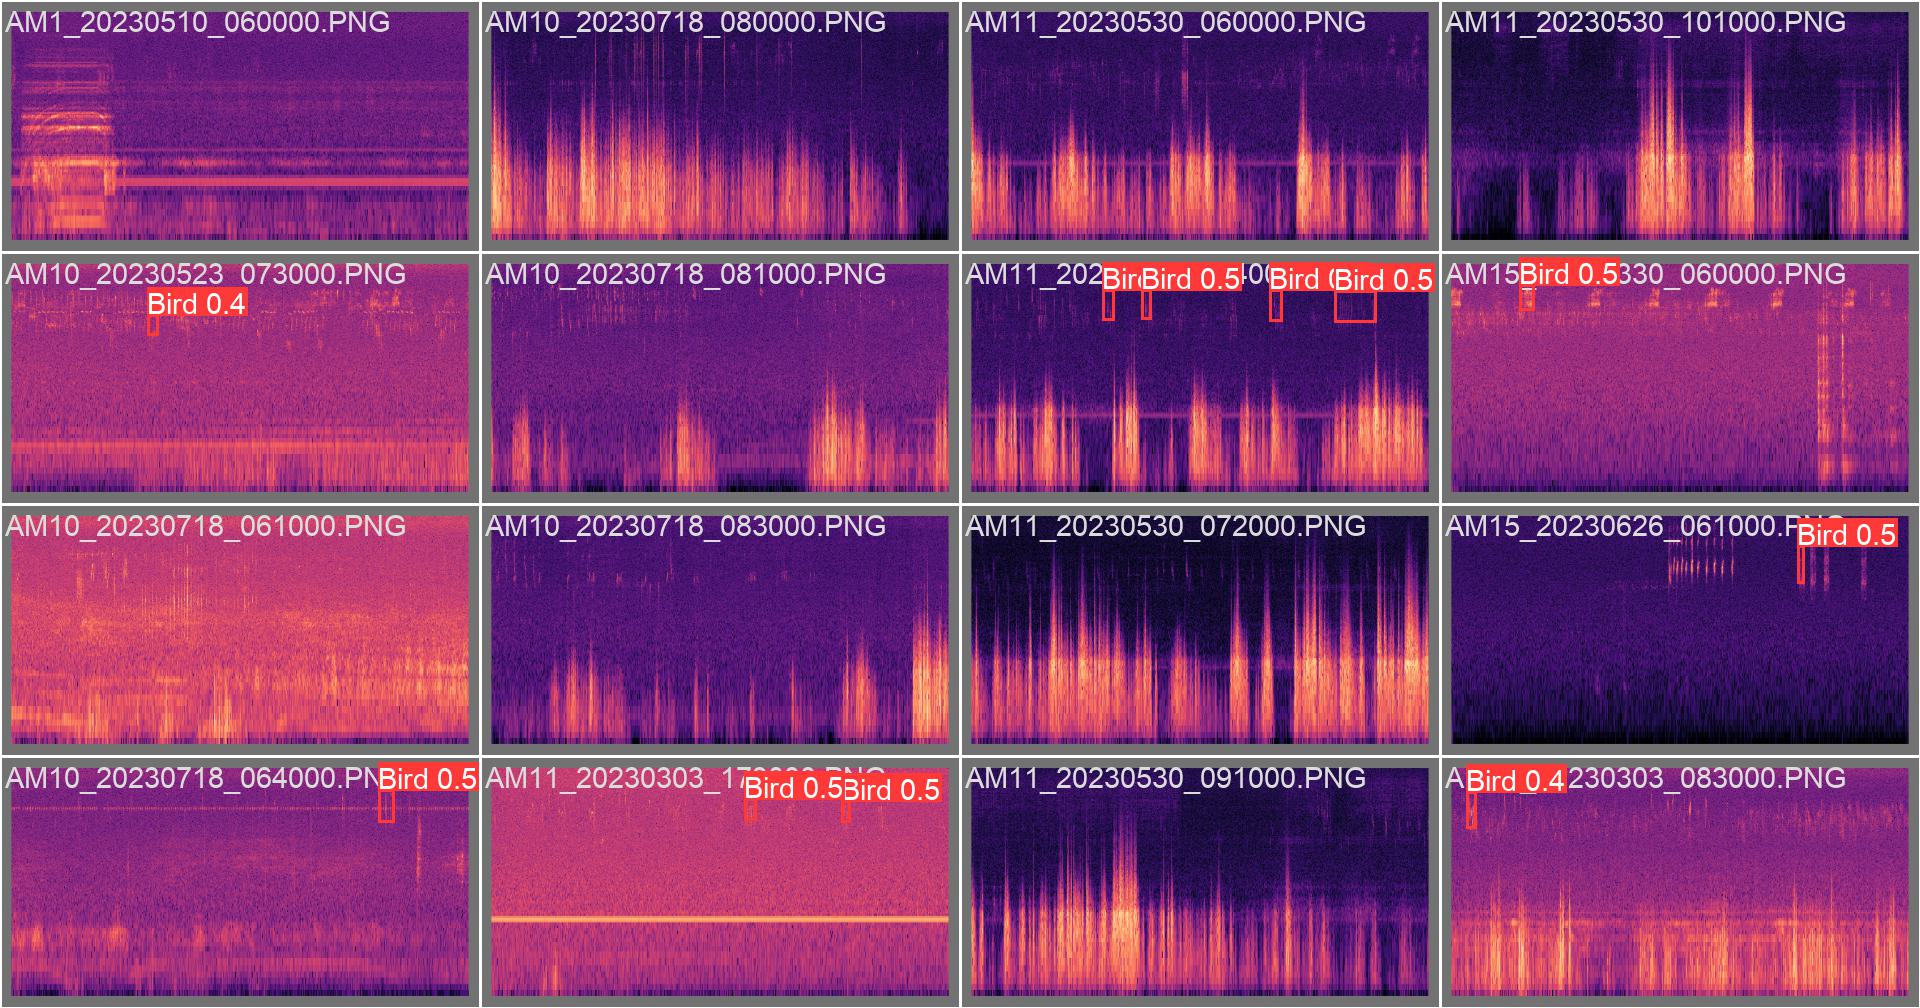 AM1_20230510_060000.PNG
AM10_20230718_080000.PNG
AM11_20230530_060000.PNG
AM11_20230530_101000.PNG
AM10_20230523_073000.PNG
Bird 0.4
AM10_20230718_081000.PNG
AM11_202
Bird 0.5
Bird
Bird 0.5
AM15_
330_060000.PNG
Bird 0.5
AM10_20230718_061000.PNG
AM10_20230718_083000.PNG
AM11_20230530_072000.PNG
AM15_20230626_061000.P
Bird 0.5
AM10_20230718_064000.PN
Bird 0.5
AM11_20230303_17
Bird 0.5
Bird 0.5
AM11_20230530_091000.PNG
Bird 0.4
230303_083000.PNG